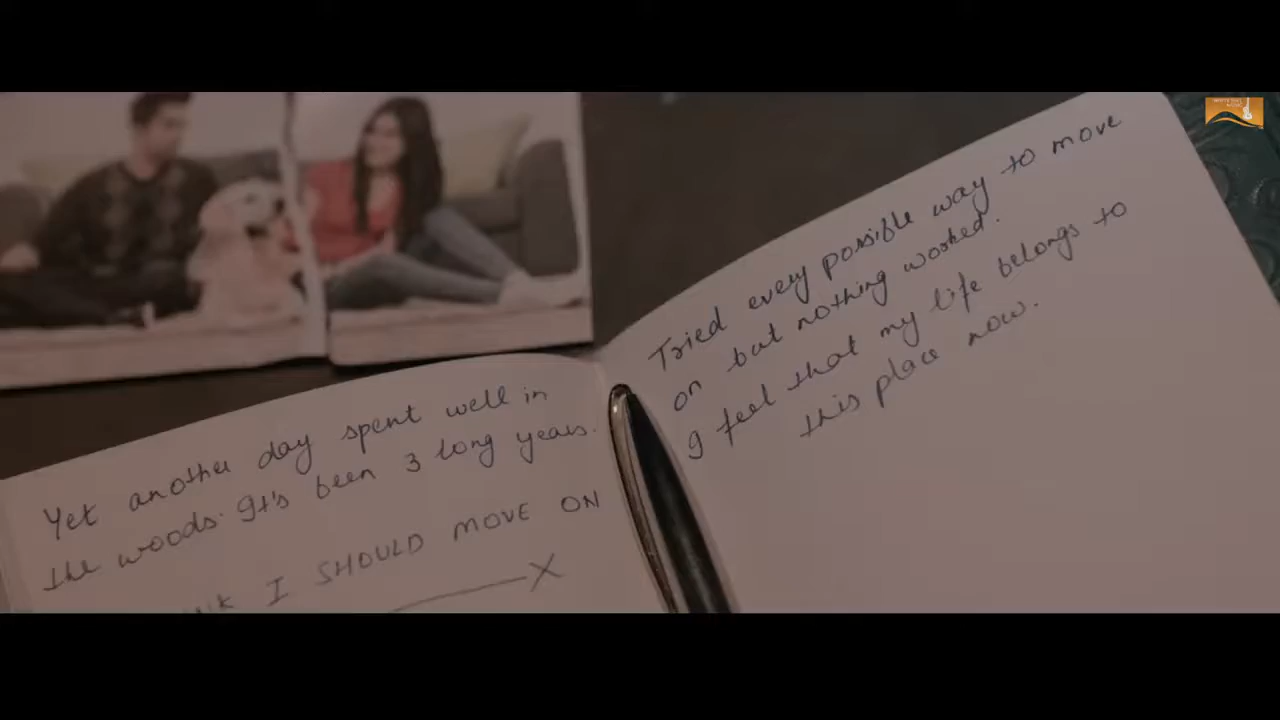 Yet another day spent well in
the woods. It's been 3 long years.
I SHOULD MOVE ON
Tried every possible way to move
on but nothing worked.
I feel that my life belongs to
this place now.